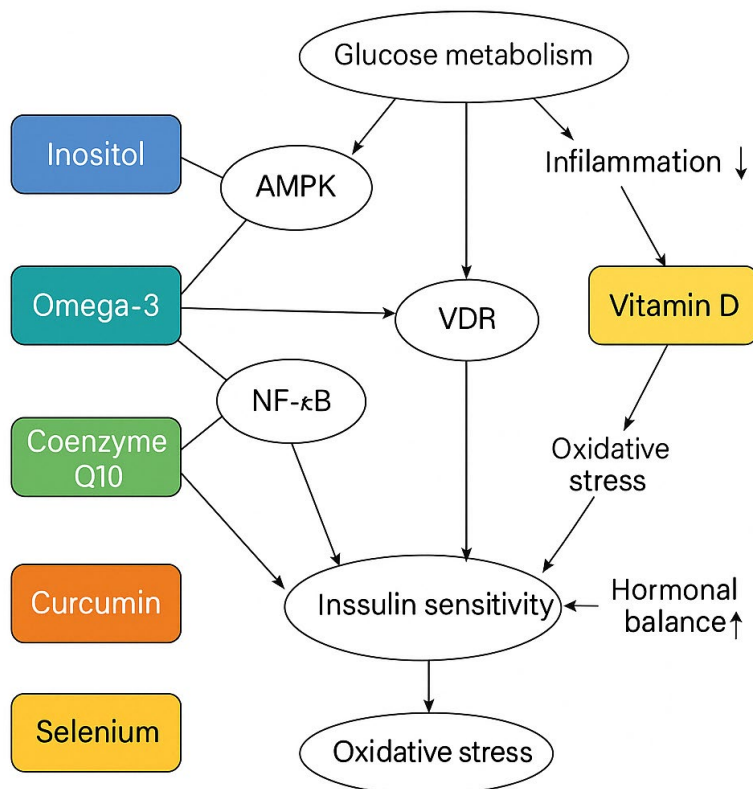 Glucose metabolism
Inositol
AMPK
Infilammation ↓
Omega-3
VDR
Vitamin D
NF-κB
Coenzyme
Q10
Oxidative
stress
Curcumin
Inssulin sensitivity
Hormonal
balance↑
Selenium
Oxidative stress